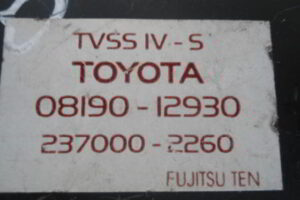 TVSS IV - S
TOYOTA
08190 - 12930
237000 - 2260
FUJITSU TEN